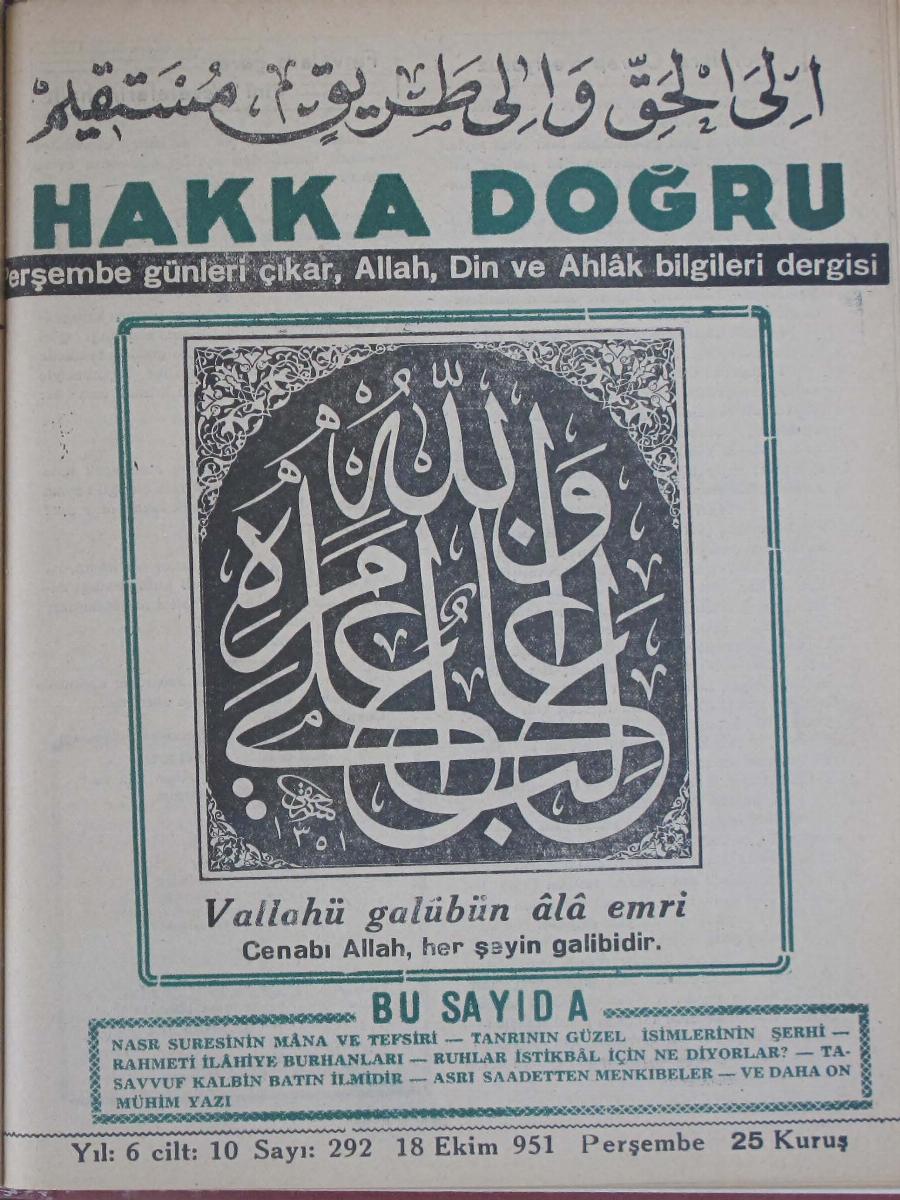 اِلَى الْحَقِّ وَاِلٰى طَرِيقٍ مُسْتَقِيمٍ
HAKKA DOĞRU
erşembe günleri çıkar, Allah, Din ve Ahlâk bilgileri dergisi
وَاللّٰهُ غَالِبٌ عَلٰى اَمْرِهِ
١٣٥١
Vallahü galübün âlâ emri
Cenabı Allah, her şeyin galibidir.
BU SAYIDA
NASR SURESİNİN MÂNA VE TEFSİRİ — TANRININ GÜZEL İSİMLERİNİN ŞERHİ —
RAHMETİ İLÂHİYE BURHANLARI — RUHLAR İSTİKBÂL İÇİN NE DİYORLAR? — TA-
SAVVUF KALBİN BATIN İLMİDİR — ASRI SAADETTEN MENKIBELER — VE DAHA ON
MÜHİM YAZI
Yıl: 6 cilt: 10 Sayı: 292 18 Ekim 951 Perşembe 25 Kuruş